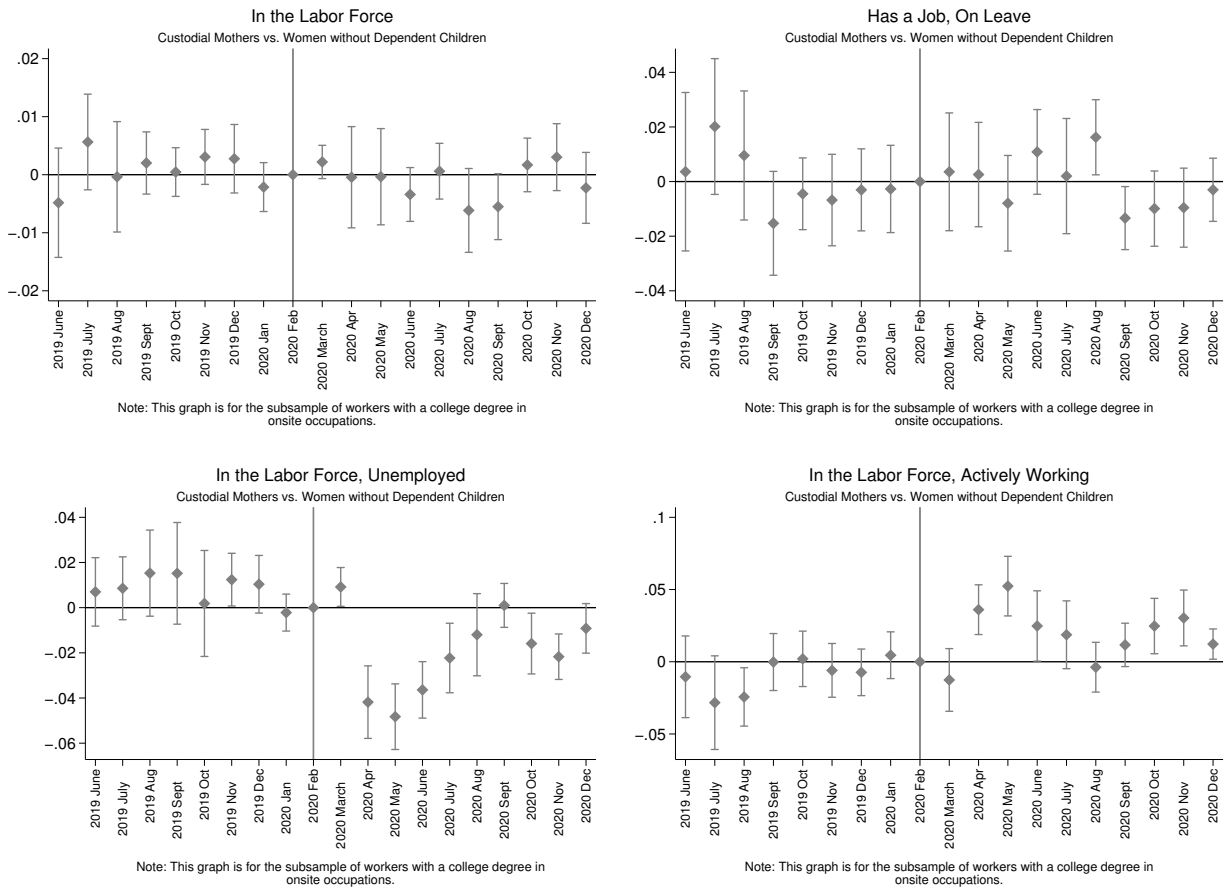 In the Labor Force
Custodial Mothers vs. Women without Dependent Children
.02
.01
0
-.01
-.02
2019 June
2019 July
2019 Aug
2019 Sept
2019 Oct
2019 Nov
2019 Dec
2020 Jan
2020 Feb
2020 March
2020 Apr
2020 May
2020 June
2020 July
2020 Aug
2020 Sept
2020 Oct
2020 Nov
2020 Dec
Note: This graph is for the subsample of workers with a college degree in
onsite occupations.
Has a Job, On Leave
Custodial Mothers vs. Women without Dependent Children
.04
.02
0
-.02
-.04
2019 June
2019 July
2019 Aug
2019 Sept
2019 Oct
2019 Nov
2019 Dec
2020 Jan
2020 Feb
2020 March
2020 Apr
2020 May
2020 June
2020 July
2020 Aug
2020 Sept
2020 Oct
2020 Nov
2020 Dec
Note: This graph is for the subsample of workers with a college degree in
onsite occupations.
In the Labor Force, Unemployed
Custodial Mothers vs. Women without Dependent Children
.04
.02
0
-.02
-.04
-.06
2019 June
2019 July
2019 Aug
2019 Sept
2019 Oct
2019 Nov
2019 Dec
2020 Jan
2020 Feb
2020 March
2020 Apr
2020 May
2020 June
2020 July
2020 Aug
2020 Sept
2020 Oct
2020 Nov
2020 Dec
Note: This graph is for the subsample of workers with a college degree in
onsite occupations.
In the Labor Force, Actively Working
Custodial Mothers vs. Women without Dependent Children
.1
.05
0
-.05
2019 June
2019 July
2019 Aug
2019 Sept
2019 Oct
2019 Nov
2019 Dec
2020 Jan
2020 Feb
2020 March
2020 Apr
2020 May
2020 June
2020 July
2020 Aug
2020 Sept
2020 Oct
2020 Nov
2020 Dec
Note: This graph is for the subsample of workers with a college degree in
onsite occupations.